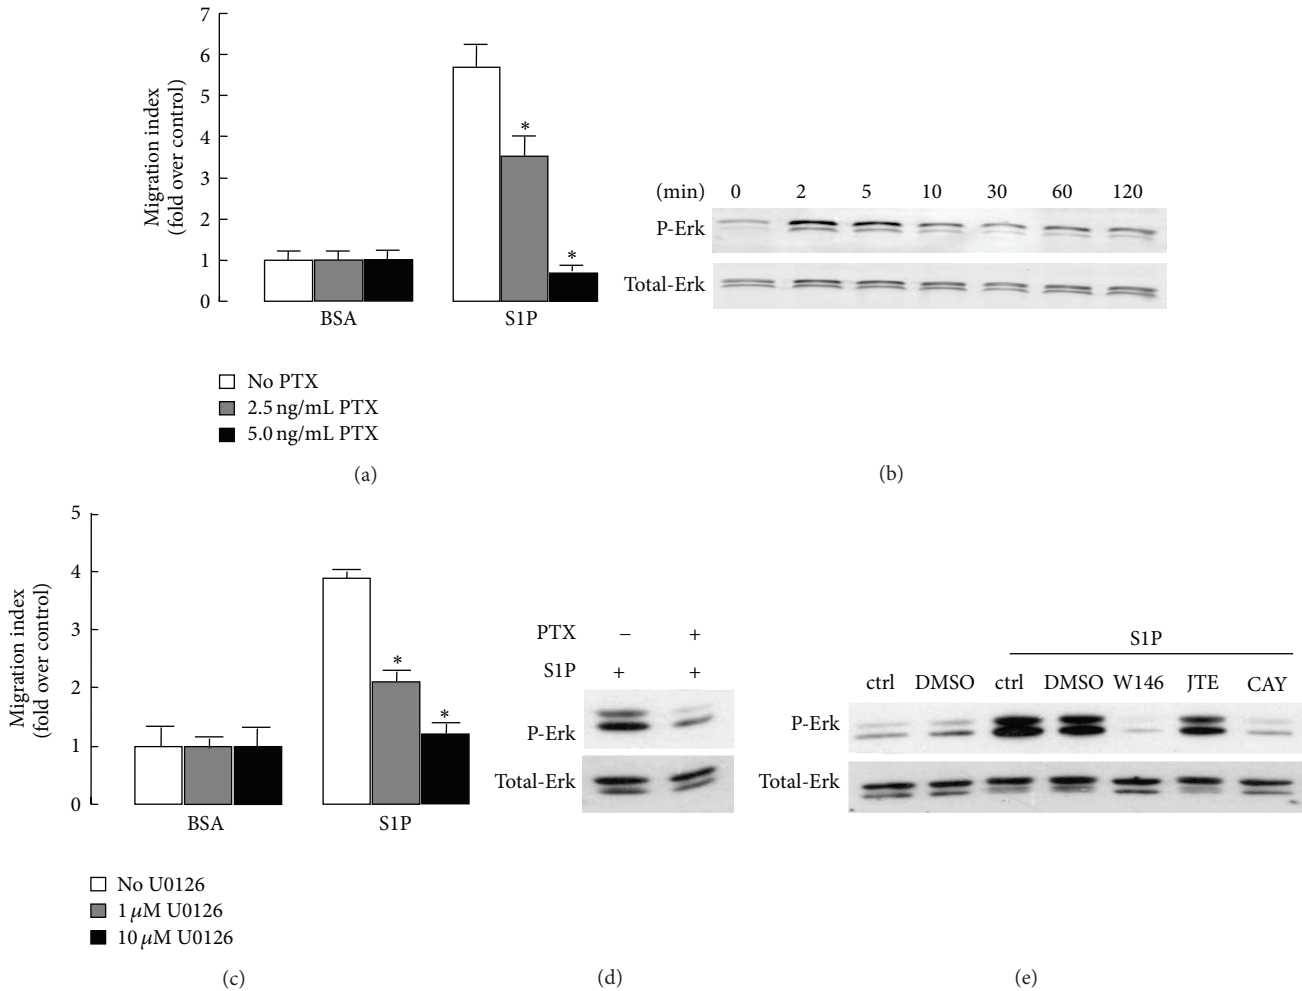 7
6
5
4
3
2
1
0
Migration index
(fold over control)
* *
BSA S1P
No PTX
2.5 ng/mL PTX
5.0 ng/mL PTX
(a)
(min) 0 2 5 10 30 60 120
P-Erk
Total-Erk
(b)
5
4
3
2
1
0
Migration index
(fold over control)
* *
BSA S1P
No U0126
1 μM U0126
10 μM U0126
(c)
PTX − +
S1P + +
P-Erk
Total-Erk
(d)
S1P
ctrl DMSO ctrl DMSO W146 JTE CAY
P-Erk
Total-Erk
(e)